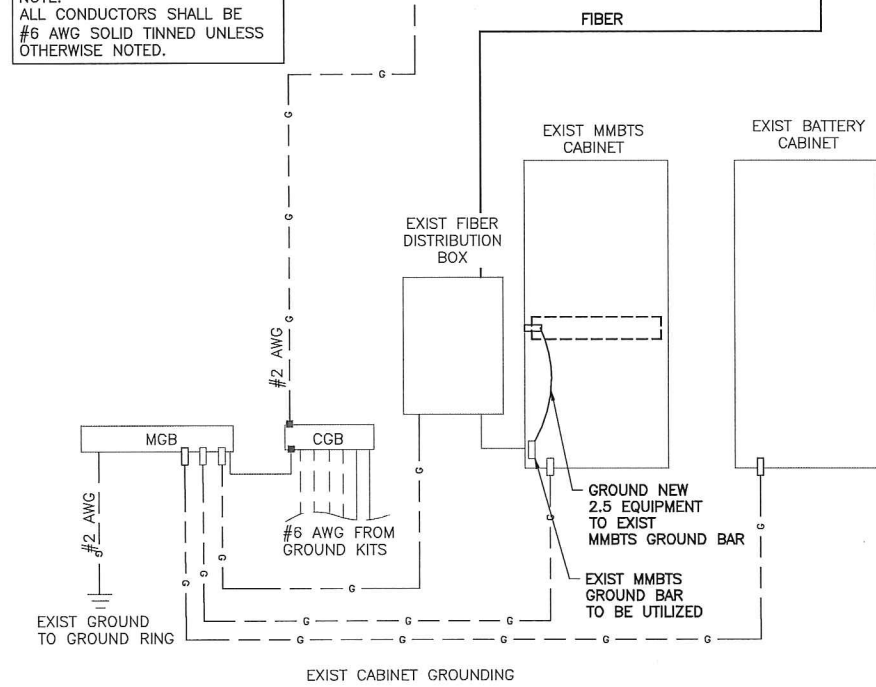 NOTE:
ALL CONDUCTORS SHALL BE
#6 AWG SOLID TINNED UNLESS
OTHERWISE NOTED.
FIBER
G
G
EXIST MMBTS
CABINET
EXIST BATTERY
CABINET
G
EXIST FIBER
DISTRIBUTION
BOX
G
#2 AWG
MGB
CGB
G
#2 AWG
G
#6 AWG FROM
GROUND KITS
GROUND NEW
2.5 EQUIPMENT
TO EXIST
MMBTS GROUND BAR
G
G
G
G
G
G
G
EXIST MMBTS
GROUND BAR
TO BE UTILIZED
EXIST GROUND
TO GROUND RING
G
G
G
G
G
G
G
G
EXIST CABINET GROUNDING